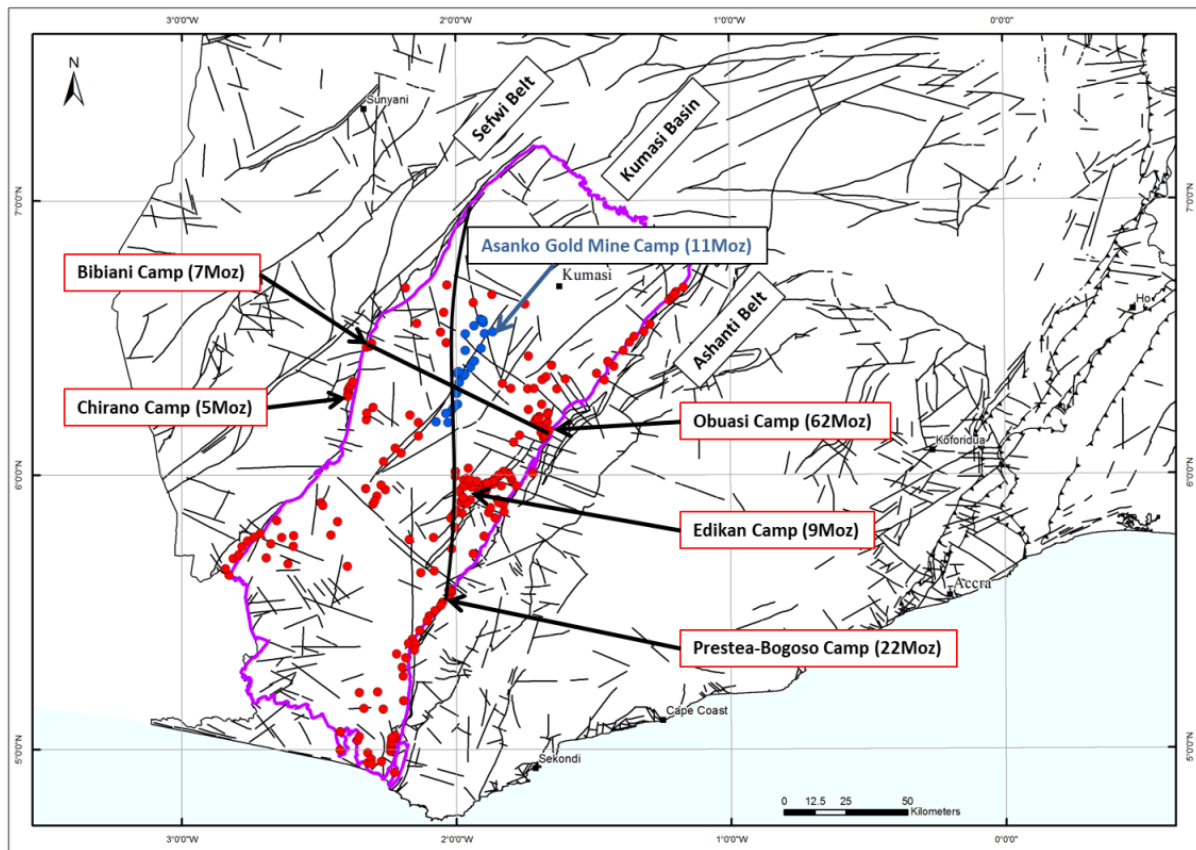 3°0'0"W
2°0'0"W
1°0'0"W
0°0'0"
N
Sunyani
Sefwi Belt
Kumasi Basin
7°0'0"N
7°0'0"N
Asanko Gold Mine Camp (11Moz)
Bibiani Camp (7Moz)
Kumasi
Ho
Ashanti Belt
Chirano Camp (5Moz)
Obuasi Camp (62Moz)
Koforidua
6°0'0"N
6°0'0"N
Edikan Camp (9Moz)
Accra
Prestea-Bogoso Camp (22Moz)
Cape Coast
5°0'0"N
5°0'0"N
Sekondi
0 12.5 25 50
Kilometers
3°0'0"W
2°0'0"W
1°0'0"W
0°0'0"